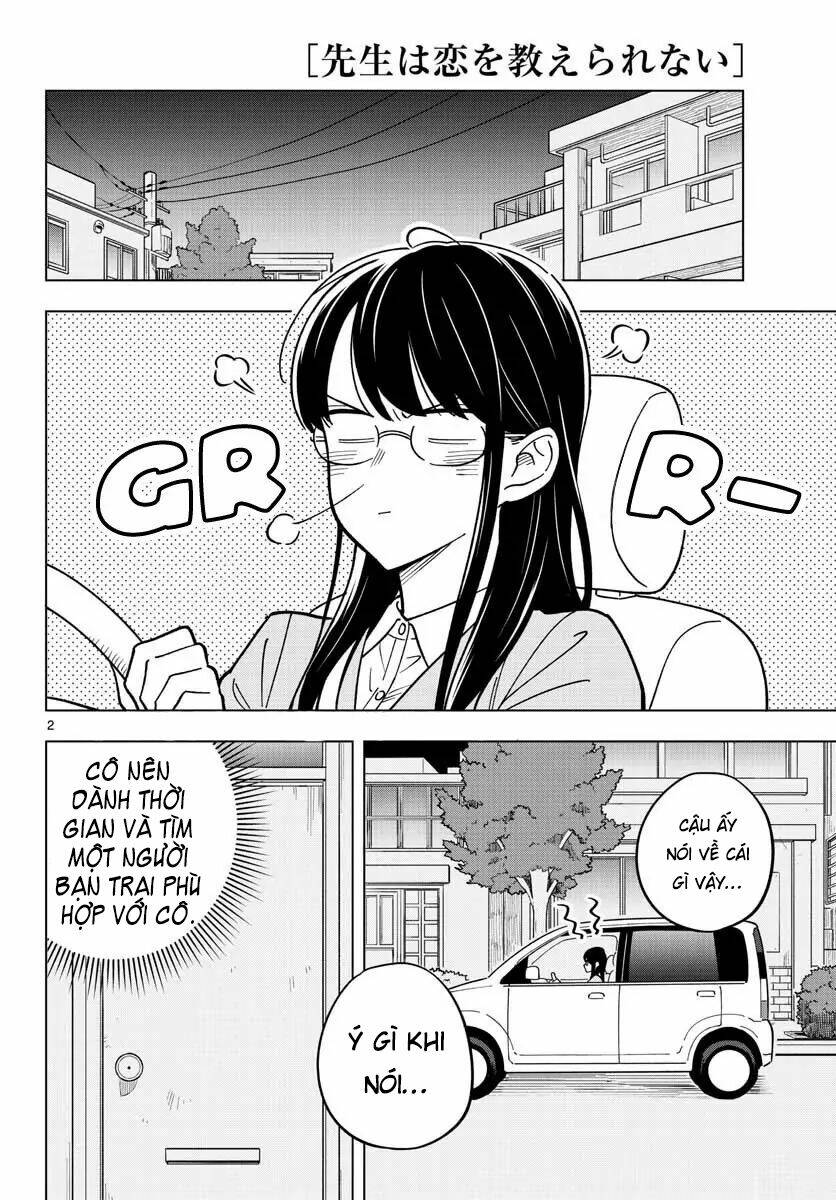 [先生は恋を教えられない]
GR
R-
2
CẬU ẤY
NÓI VỀ CÁI
GÌ VẬY...
Ý GÌ KHI
NÓI...
CÔ NÊN
DÀNH THỜI
GIAN VÀ TÌM
MỘT NGƯỜI
BẠN TRAI PHÙ
HỢP VỚI CÔ.